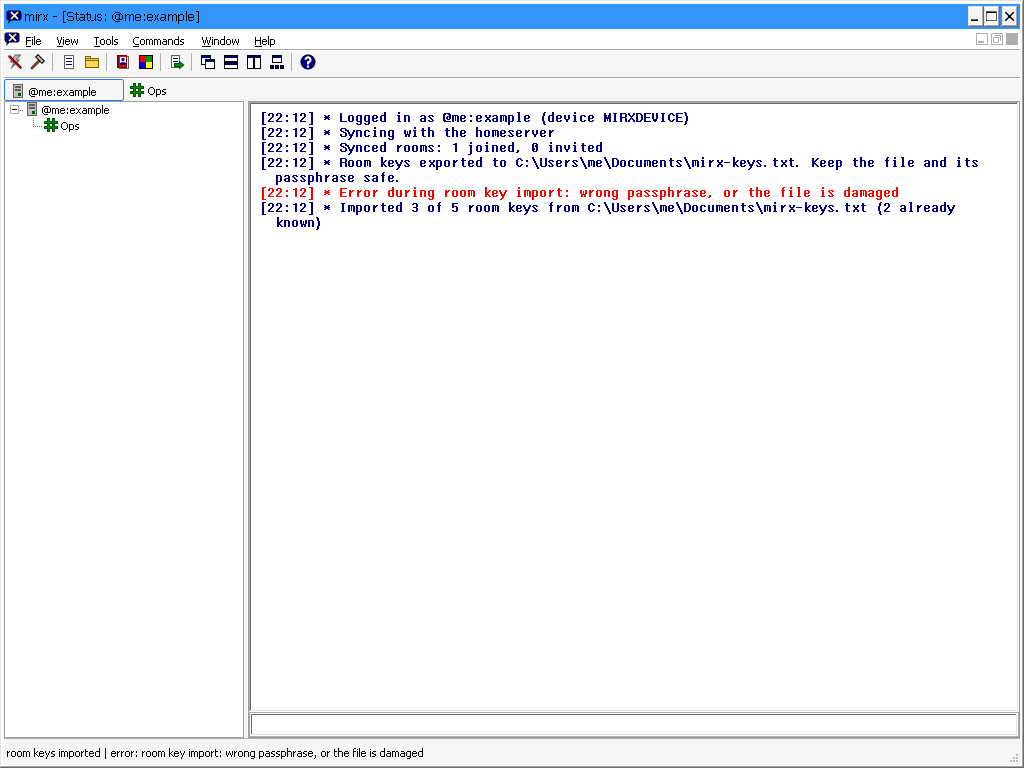 mirx - [Status: @me:example]
File View Tools Commands Window Help
@me:example Ops
@me:example
Ops
[22:12] * Logged in as @me:example (device MIRXDEVICE)
[22:12] * Syncing with the homeserver
[22:12] * Synced rooms: 1 joined, 0 invited
[22:12] * Room keys exported to C:\Users\me\Documents\mirx-keys.txt. Keep the file and its
passphrase safe.
[22:12] * Error during room key import: wrong passphrase, or the file is damaged
[22:12] * Imported 3 of 5 room keys from C:\Users\me\Documents\mirx-keys.txt (2 already
known)
room keys imported | error: room key import: wrong passphrase, or the file is damaged